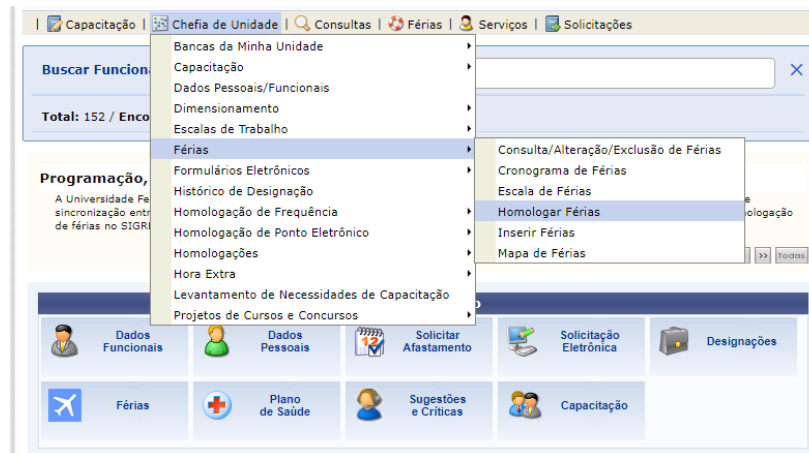 | Capacitação | Chefia de Unidade | Consultas | Férias | Serviços | Solicitações
Buscar Funcion
Total: 152 / Enco
Bancas da Minha Unidade
Capacitação
Dados Pessoais/Funcionais
Dimensionamento
Escalas de Trabalho
Férias
Formulários Eletrônicos
Histórico de Designação
Homologação de Frequência
Homologação de Ponto Eletrônico
Homologações
Hora Extra
Levantamento de Necessidades de Capacitação
Projetos de Cursos e Concursos
Consulta/Alteração/Exclusão de Férias
Cronograma de Férias
Escala de Férias
Homologar Férias
Inserir Férias
Mapa de Férias
Programação,
A Universidade Fe
sincronização entr
de férias no SIGR
e
ologação
>> Todas
Dados Funcionais
Dados Pessoais
12 Solicitar Afastamento
Solicitação Eletrônica
Designações
Férias
Plano de Saúde
Sugestões e Críticas
Capacitação